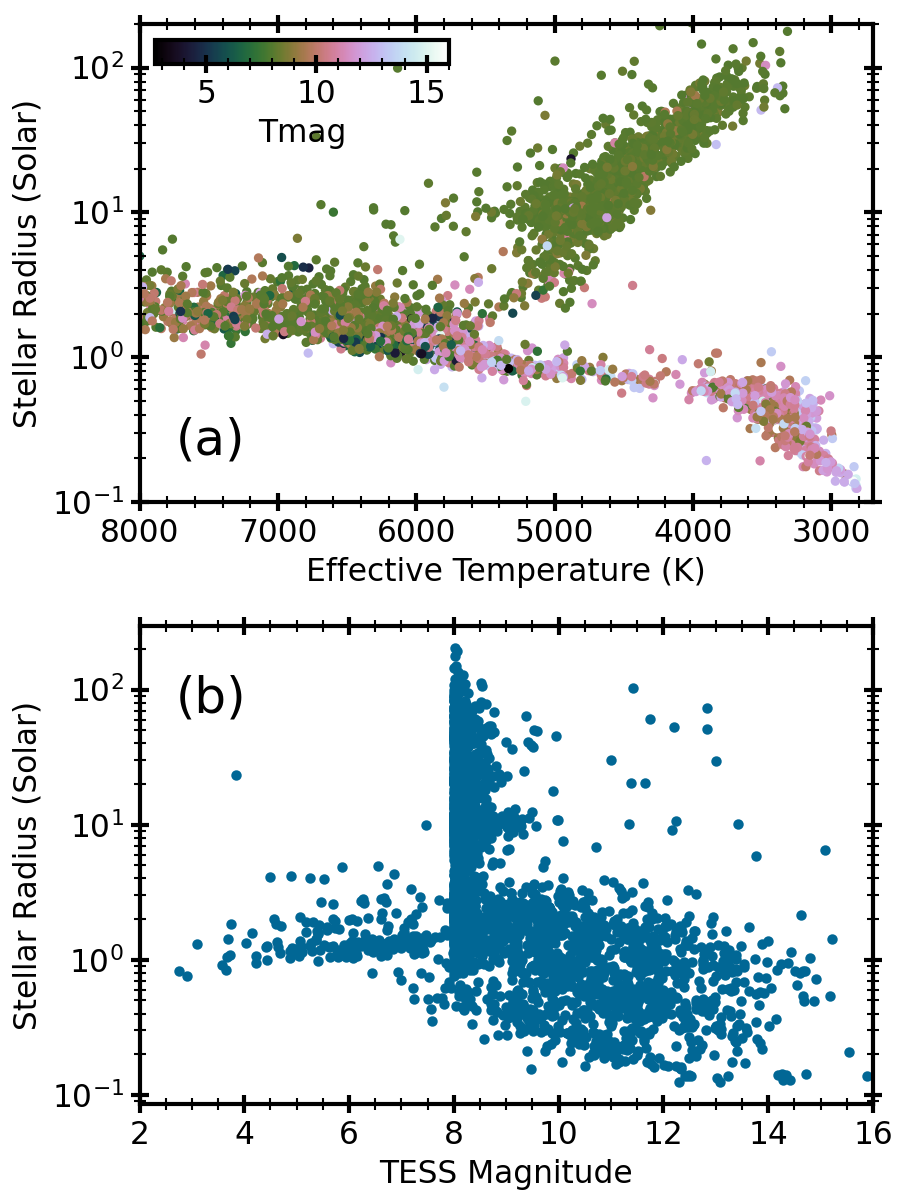 10²
5 10 15
Tmag
10¹
Stellar Radius (Solar)
10⁰
(a)
10⁻¹
8000 7000 6000 5000 4000 3000
Effective Temperature (K)
(b)
10²
10¹
Stellar Radius (Solar)
10⁰
10⁻¹
2 4 6 8 10 12 14 16
TESS Magnitude